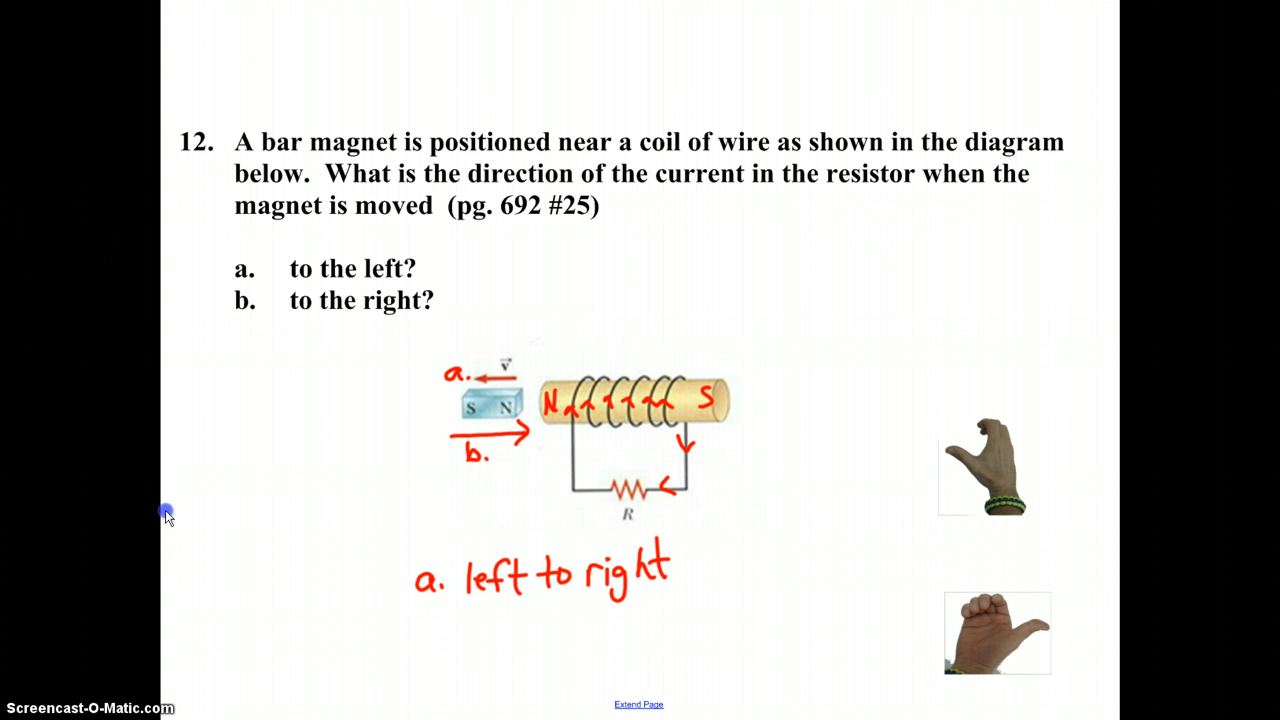 12. A bar magnet is positioned near a coil of wire as shown in the diagram
below. What is the direction of the current in the resistor when the
magnet is moved (pg. 692 #25)
a. to the left?
b. to the right?
a. v
S N N S
b.
R
a. left to right
Extend Page
Screencast-O-Matic.com